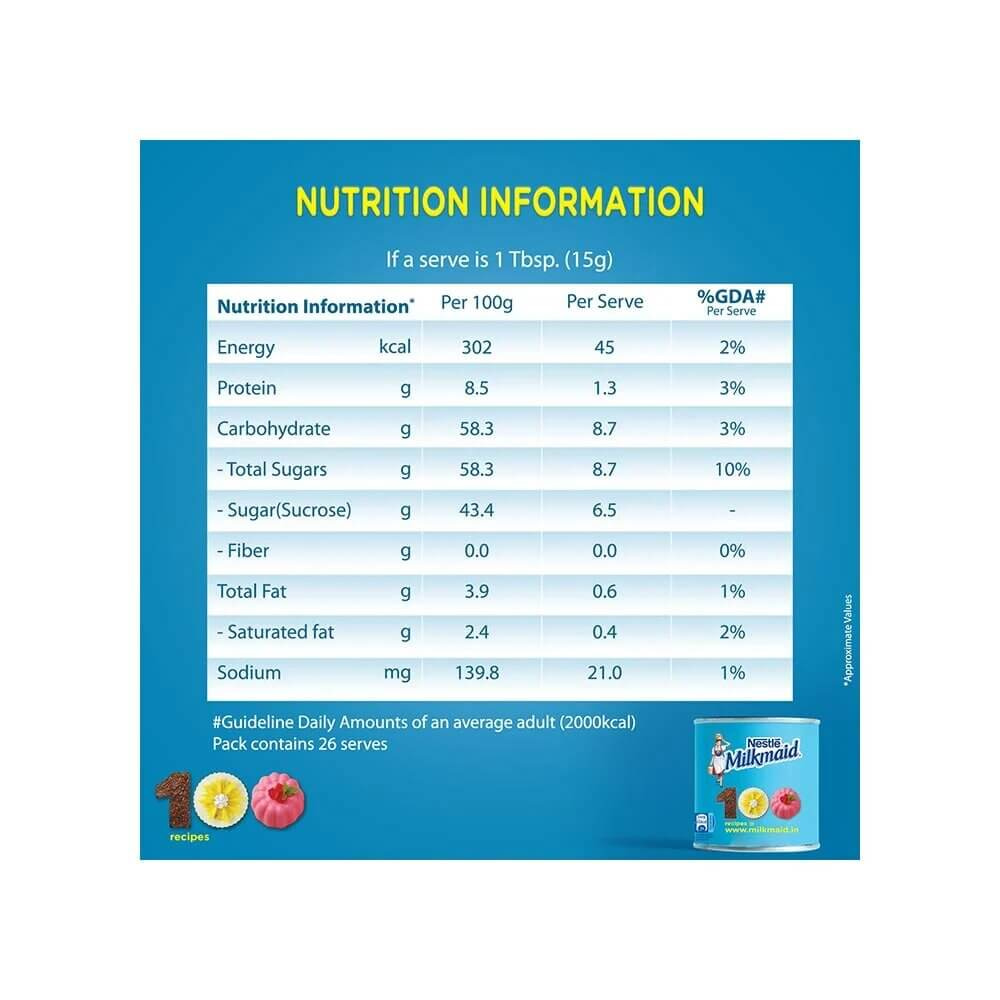 NUTRITION INFORMATION
If a serve is 1 Tbsp. (15g)
Nutrition Information* Per 100g Per Serve %GDA# Per Serve
Energy kcal 302 45 2%
Protein g 8.5 1.3 3%
Carbohydrate g 58.3 8.7 3%
- Total Sugars g 58.3 8.7 10%
- Sugar(Sucrose) g 43.4 6.5 -
- Fiber g 0.0 0.0 0%
Total Fat g 3.9 0.6 1%
- Saturated fat g 2.4 0.4 2%
Sodium mg 139.8 21.0 1%
*Approximate Values
#Guideline Daily Amounts of an average adult (2000kcal)
Pack contains 26 serves
100
recipes
Nestlé
Milkmaid
100
recipes @
www.milkmaid.in